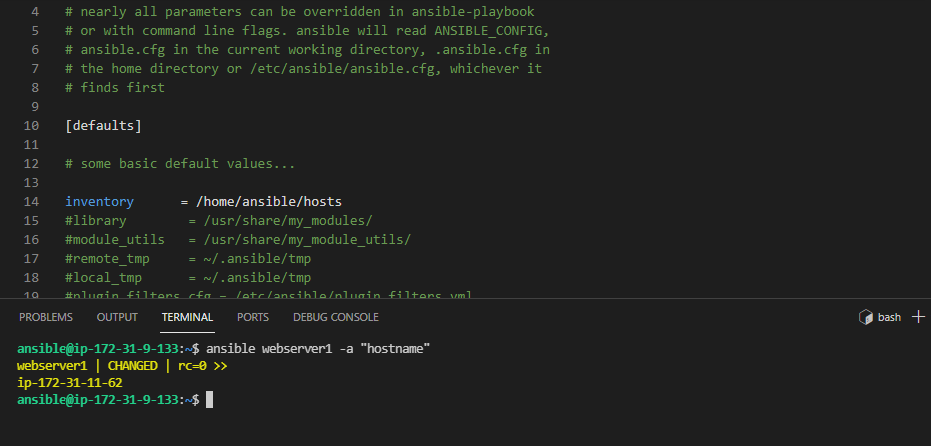 4 # nearly all parameters can be overridden in ansible-playbook
5 # or with command line flags. ansible will read ANSIBLE_CONFIG,
6 # ansible.cfg in the current working directory, .ansible.cfg in
7 # the home directory or /etc/ansible/ansible.cfg, whichever it
8 # finds first
9
10 [defaults]
11
12 # some basic default values...
13
14 inventory = /home/ansible/hosts
15 #library = /usr/share/my_modules/
16 #module_utils = /usr/share/my_module_utils/
17 #remote_tmp = ~/.ansible/tmp
18 #local_tmp = ~/.ansible/tmp
19 #plugin_filters_cfg = /etc/ansible/plugin_filters.yml
PROBLEMS OUTPUT TERMINAL PORTS DEBUG CONSOLE bash
ansible@ip-172-31-9-133:~$ ansible webserver1 -a "hostname"
webserver1 | CHANGED | rc=0 >>
ip-172-31-11-62
ansible@ip-172-31-9-133:~$